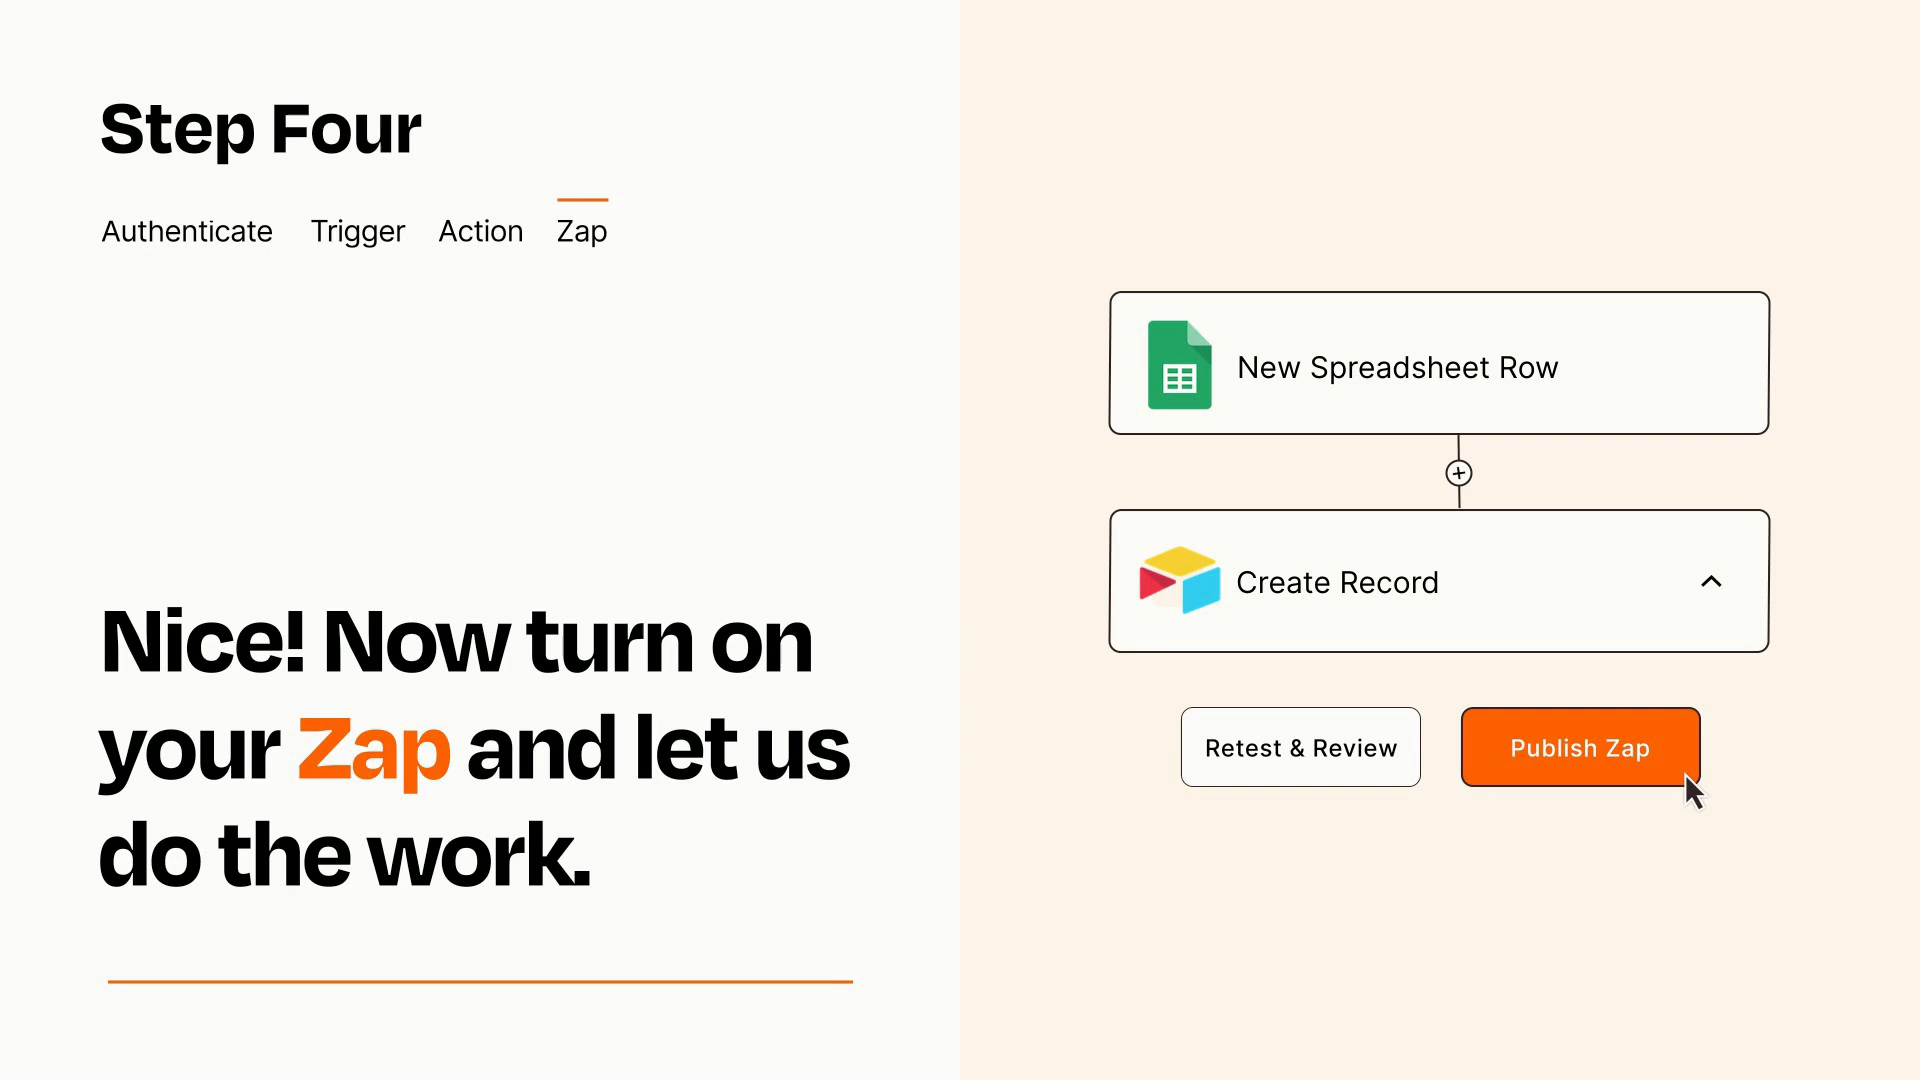 Step Four
Authenticate Trigger Action Zap
Nice! Now turn on
your Zap and let us
do the work.
New Spreadsheet Row
Create Record
Retest & Review
Publish Zap